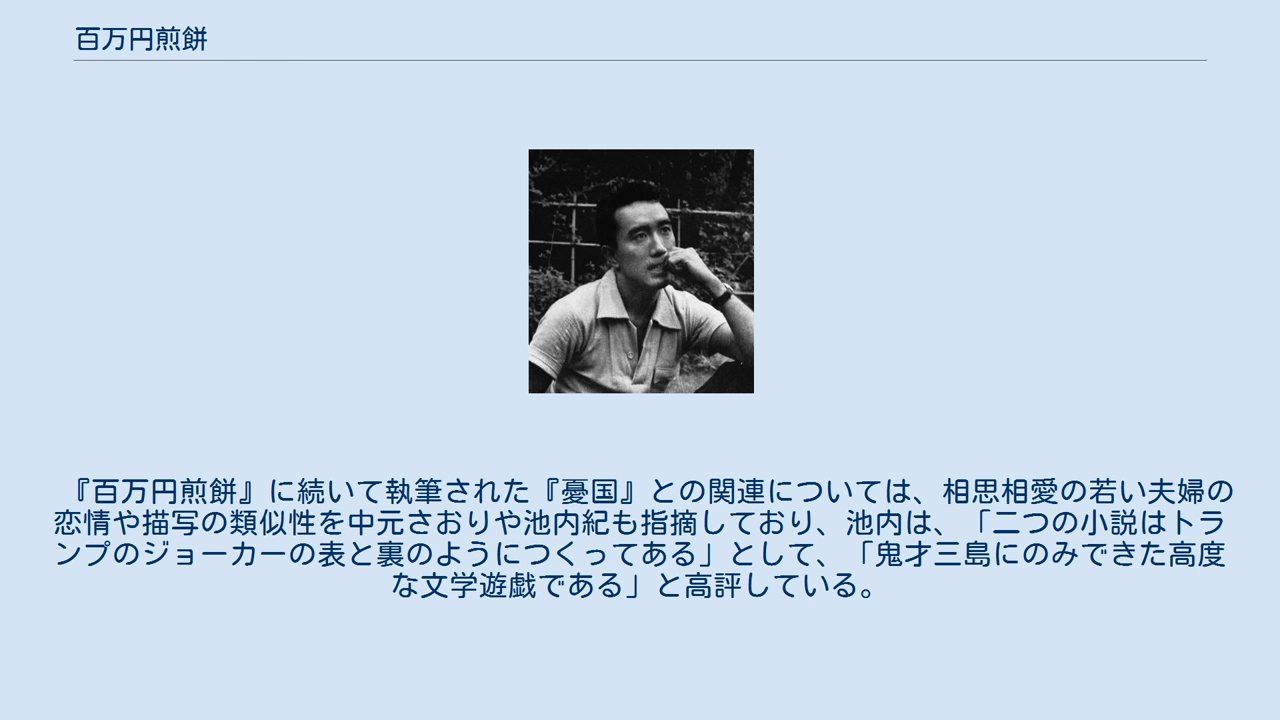 百万円煎餅
『百万円煎餅』に続いて執筆された『憂国』との関連については、相思相愛の若い夫婦の
恋情や描写の類似性を中元さおりや池内紀も指摘しており、池内は、「二つの小説はトラ
ンプのジョーカーの表と裏のようにつくってある」として、「鬼才三島にのみできた高度
な文学遊戯である」と高評している。